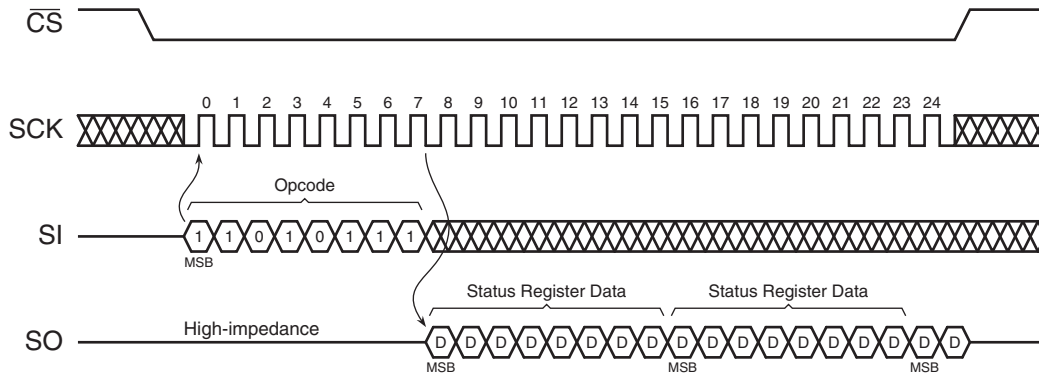 CS
0 1 2 3 4 5 6 7 8 9 10 11 12 13 14 15 16 17 18 19 20 21 22 23 24
SCK
Opcode
SI 1 1 0 1 0 1 1 1
MSB
Status Register Data Status Register Data
High-impedance
SO D D D D D D D D D D D D D D D D D D
MSB MSB MSB